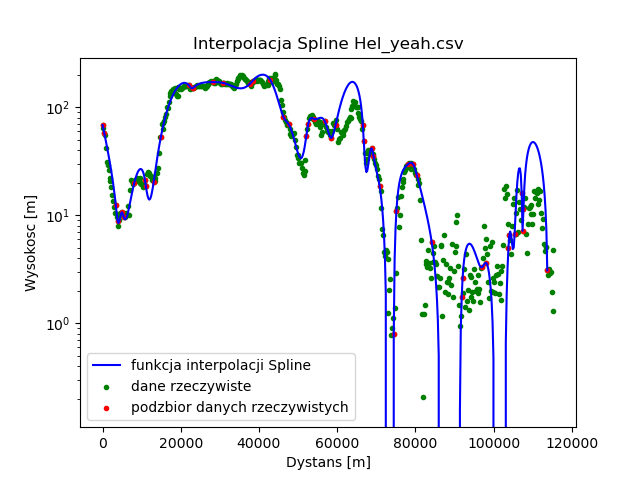 Interpolacja Spline Hel_yeah.csv
Wysokosc [m]
10²
10¹
10⁰
funkcja interpolacji Spline
dane rzeczywiste
podzbior danych rzeczywistych
0 20000 40000 60000 80000 100000 120000
Dystans [m]